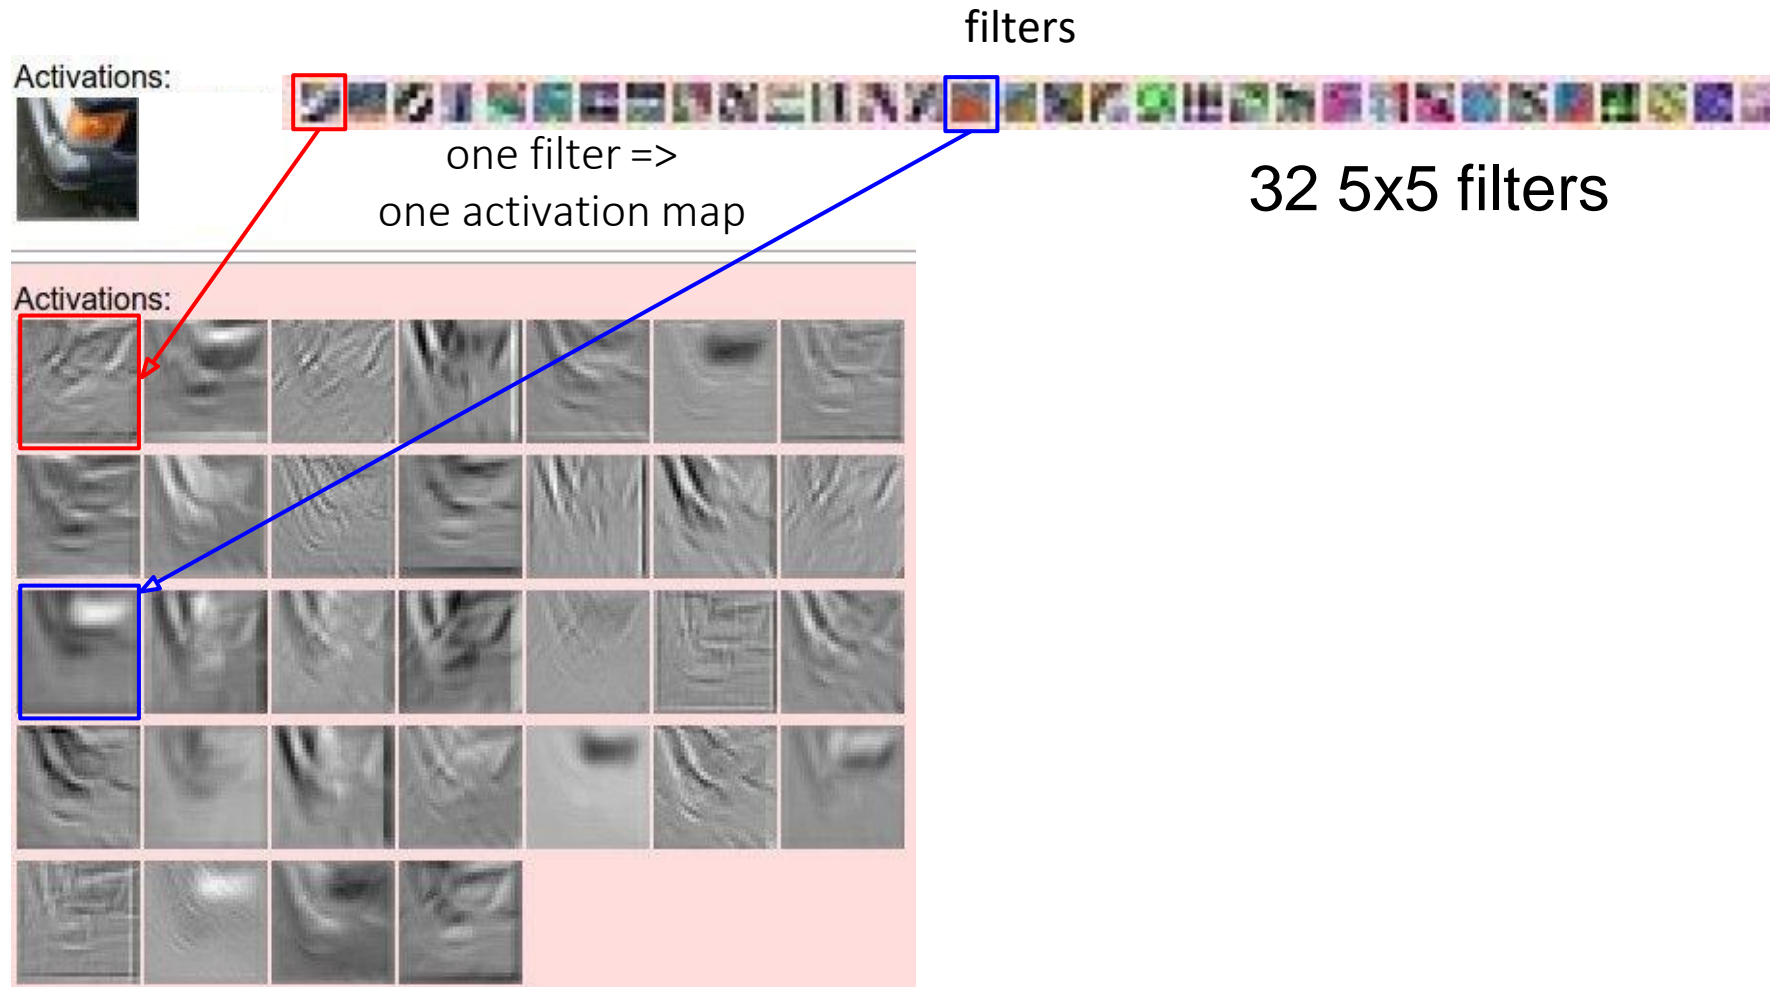 filters
Activations:
one filter =>
one activation map
32 5x5 filters
Activations: